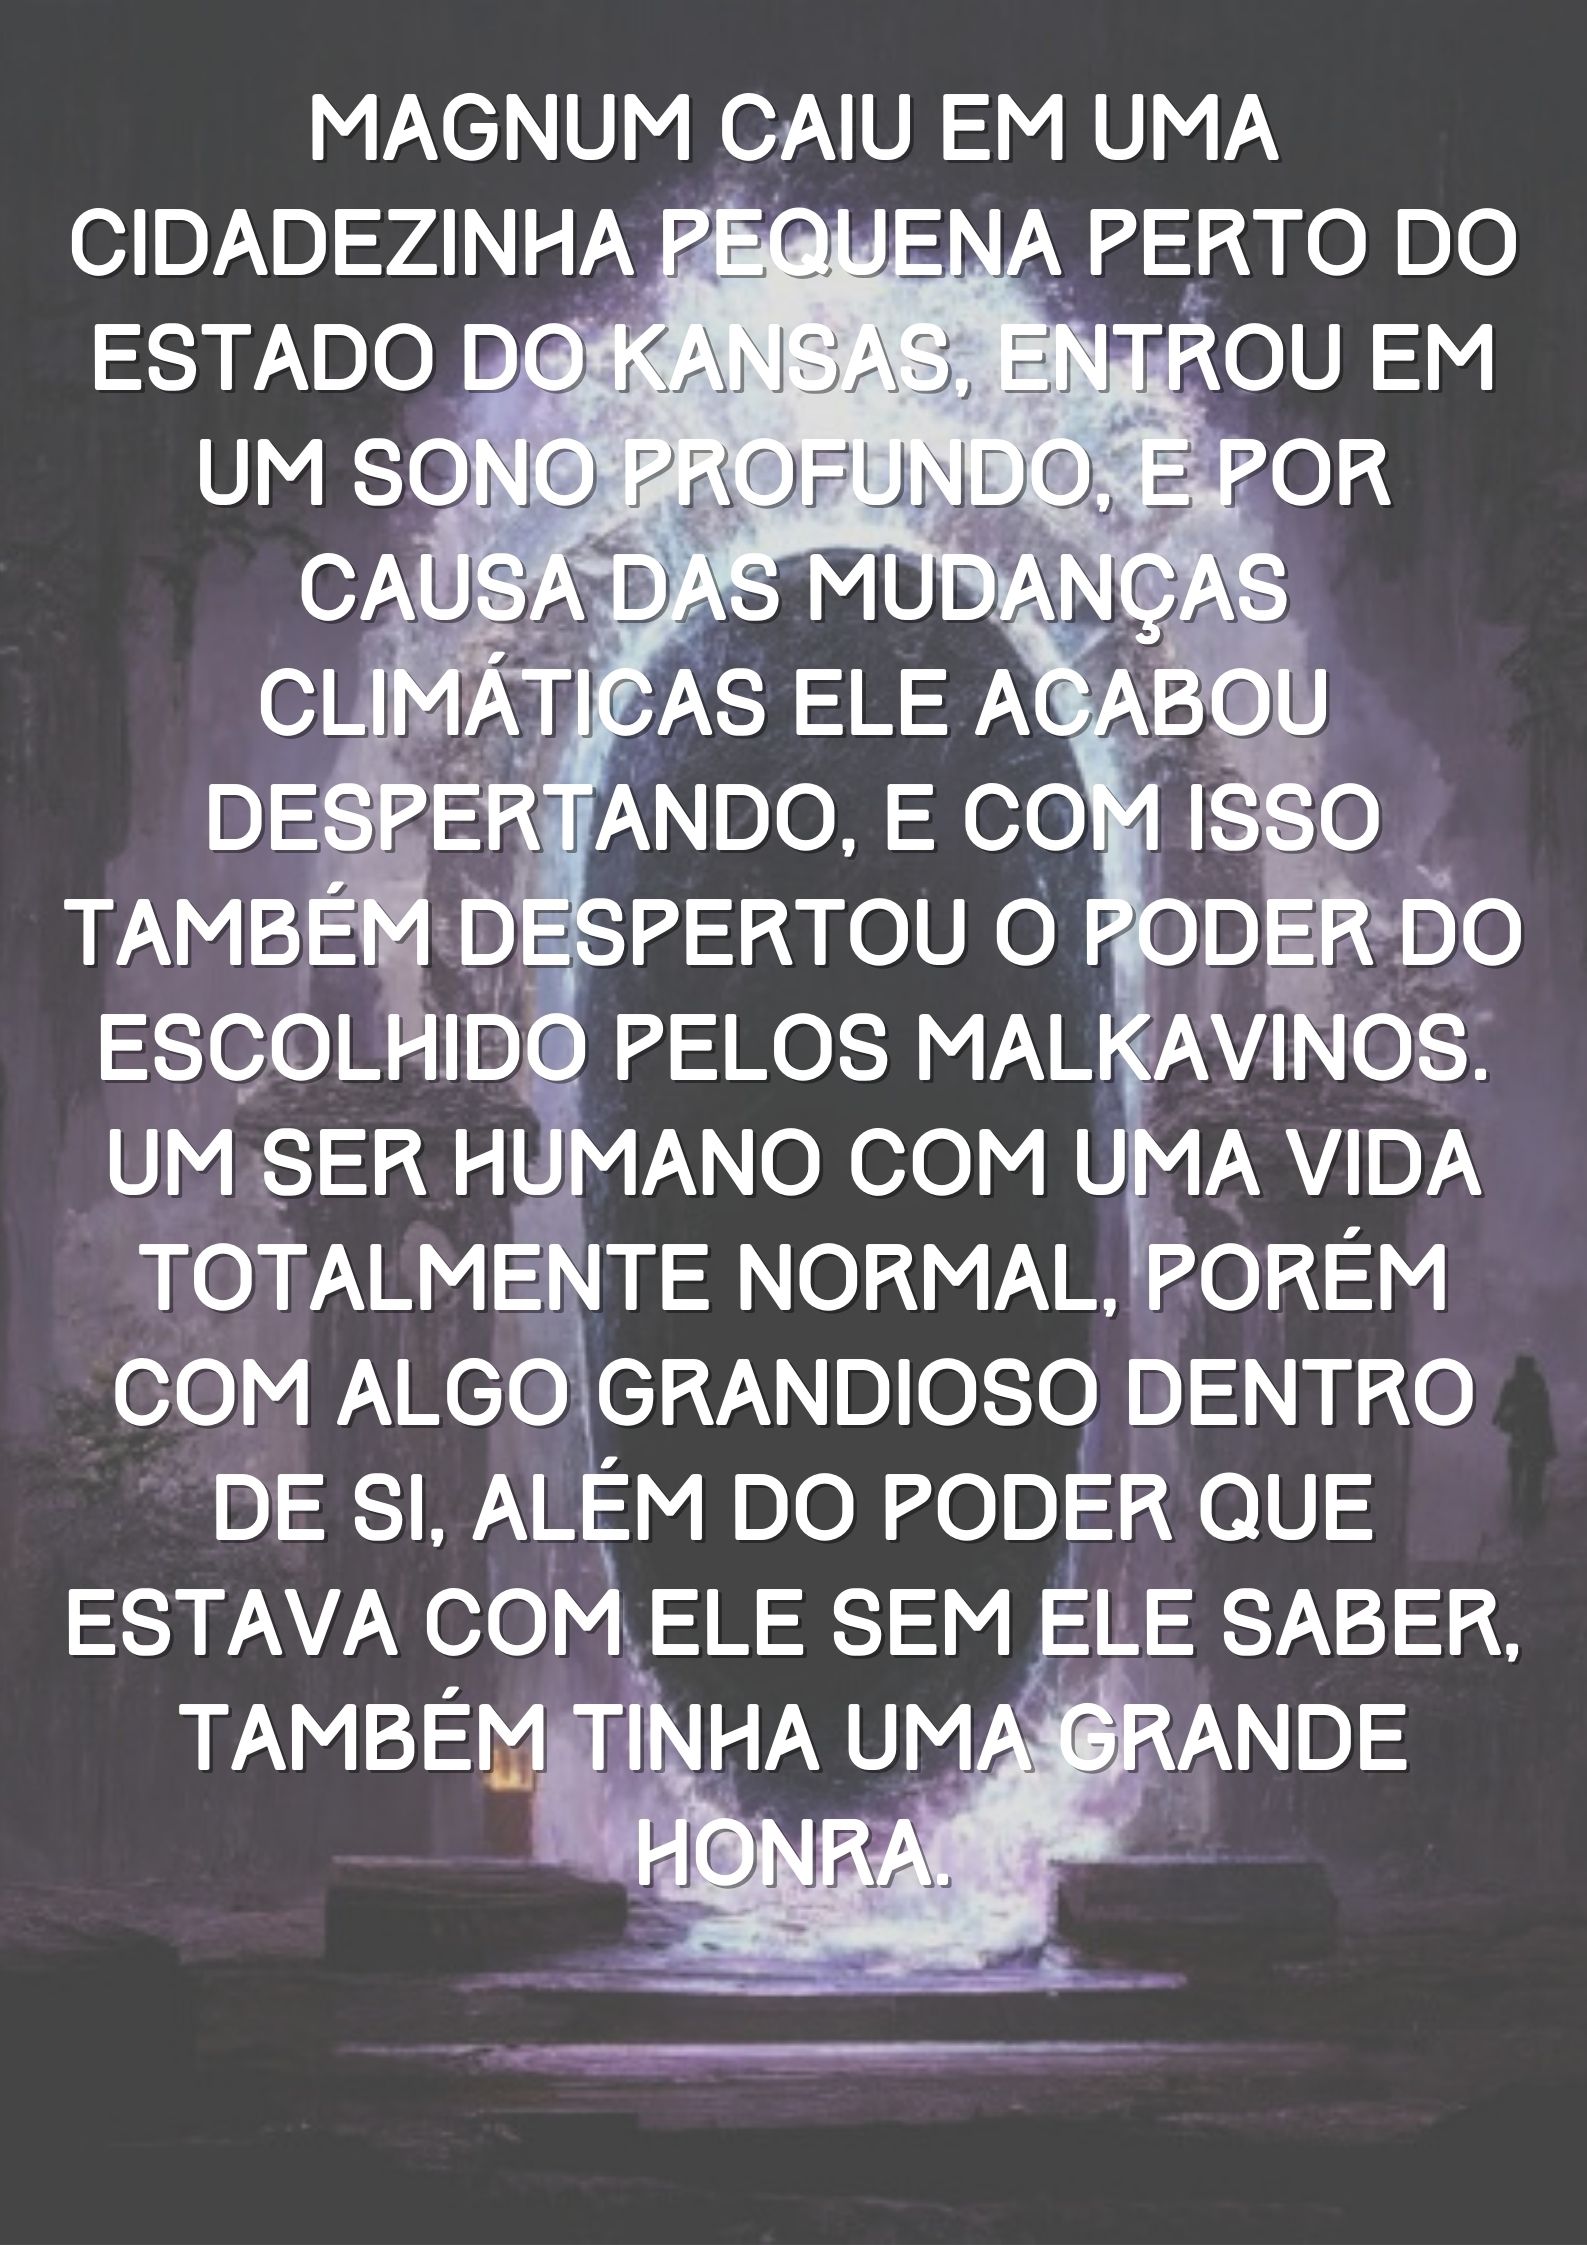 MAGNUM CAIU EM UMA
CIDADEZINHA PEQUENA PERTO DO
ESTADO DO KANSAS, ENTROU EM
UM SONO PROFUNDO, E POR
CAUSA DAS MUDANÇAS
CLIMÁTICAS ELE ACABOU
DESPERTANDO, E COM ISSO
TAMBÉM DESPERTOU O PODER DO
ESCOLHIDO PELOS MALKAVINOS.
UM SER HUMANO COM UMA VIDA
TOTALMENTE NORMAL, PORÉM
COM ALGO GRANDIOSO DENTRO
DE SI, ALÉM DO PODER QUE
ESTAVA COM ELE SEM ELE SABER,
TAMBÉM TINHA UMA GRANDE
HONRA.